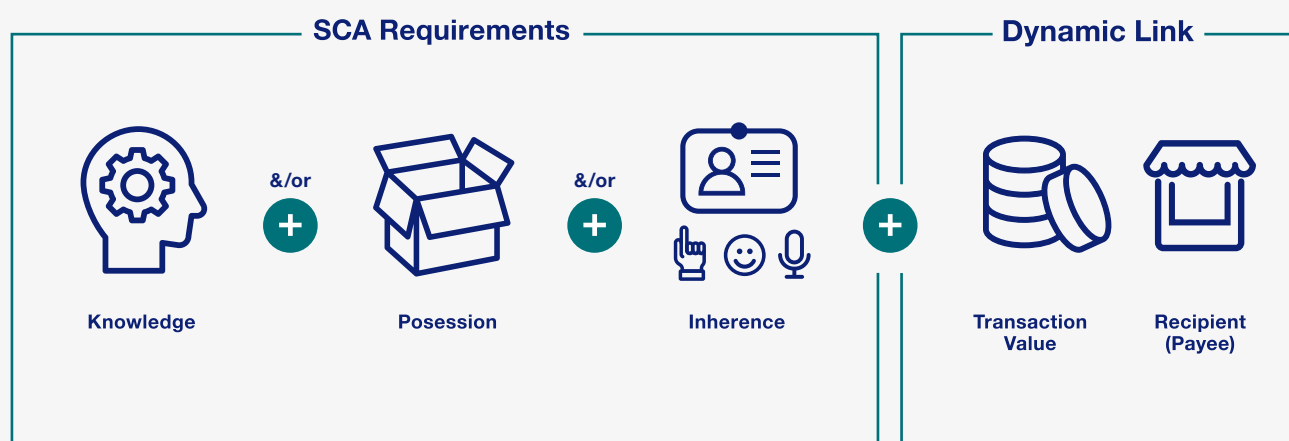 SCA Requirements
Dynamic Link
&/or
&/or
Knowledge
Posession
Inherence
Transaction
Value
Recipient
(Payee)